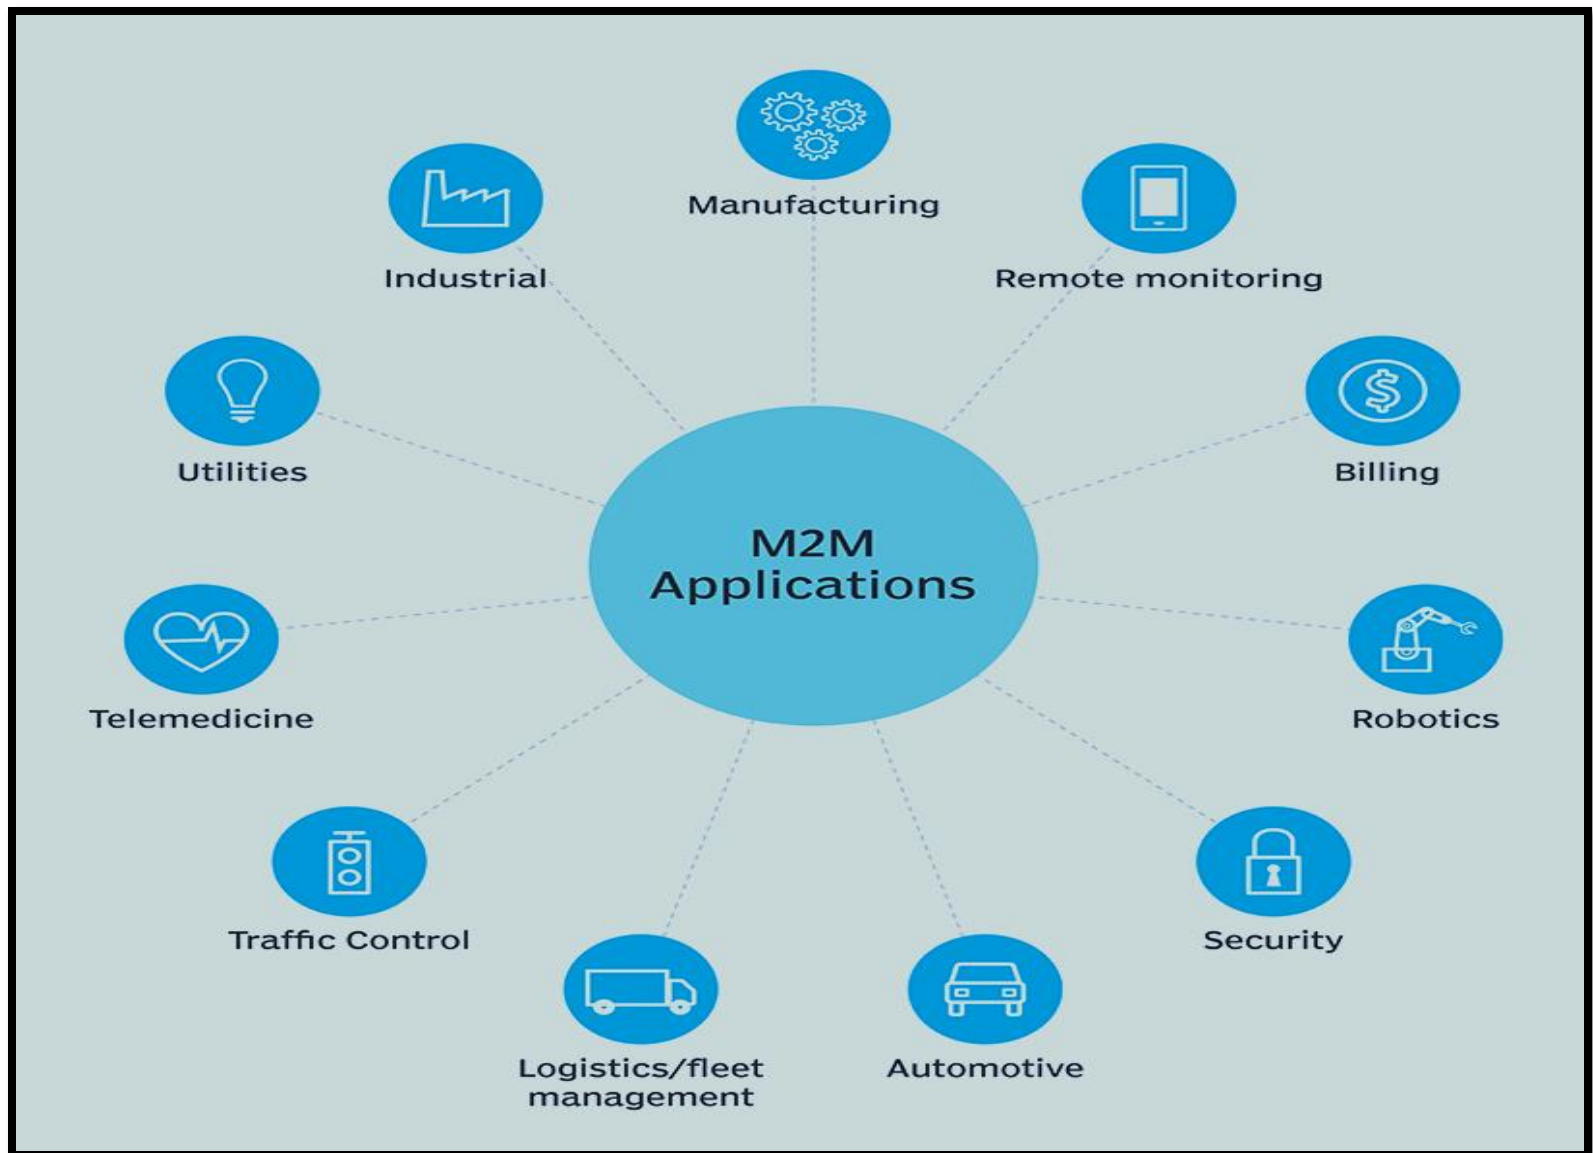 Manufacturing
Industrial
Remote monitoring
Utilities
Billing
M2M
Applications
Telemedicine
Robotics
Traffic Control
Security
Logistics/fleet
management
Automotive